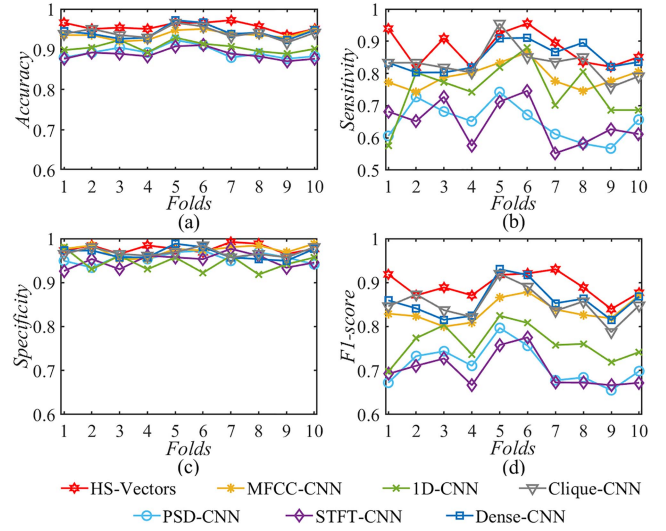 1
0.9
0.8
0.7
0.6
Accuracy
1 2 3 4 5 6 7 8 9 10
Folds
(a)
1
0.9
0.8
0.7
0.6
0.5
Sensitivity
1 2 3 4 5 6 7 8 9 10
Folds
(b)
1
0.9
0.8
0.7
0.6
Specificity
1 2 3 4 5 6 7 8 9 10
Folds
(c)
1
0.9
0.8
0.7
0.6
F1-score
1 2 3 4 5 6 7 8 9 10
Folds
(d)
HS-Vectors MFCC-CNN 1D-CNN Clique-CNN
PSD-CNN STFT-CNN Dense-CNN